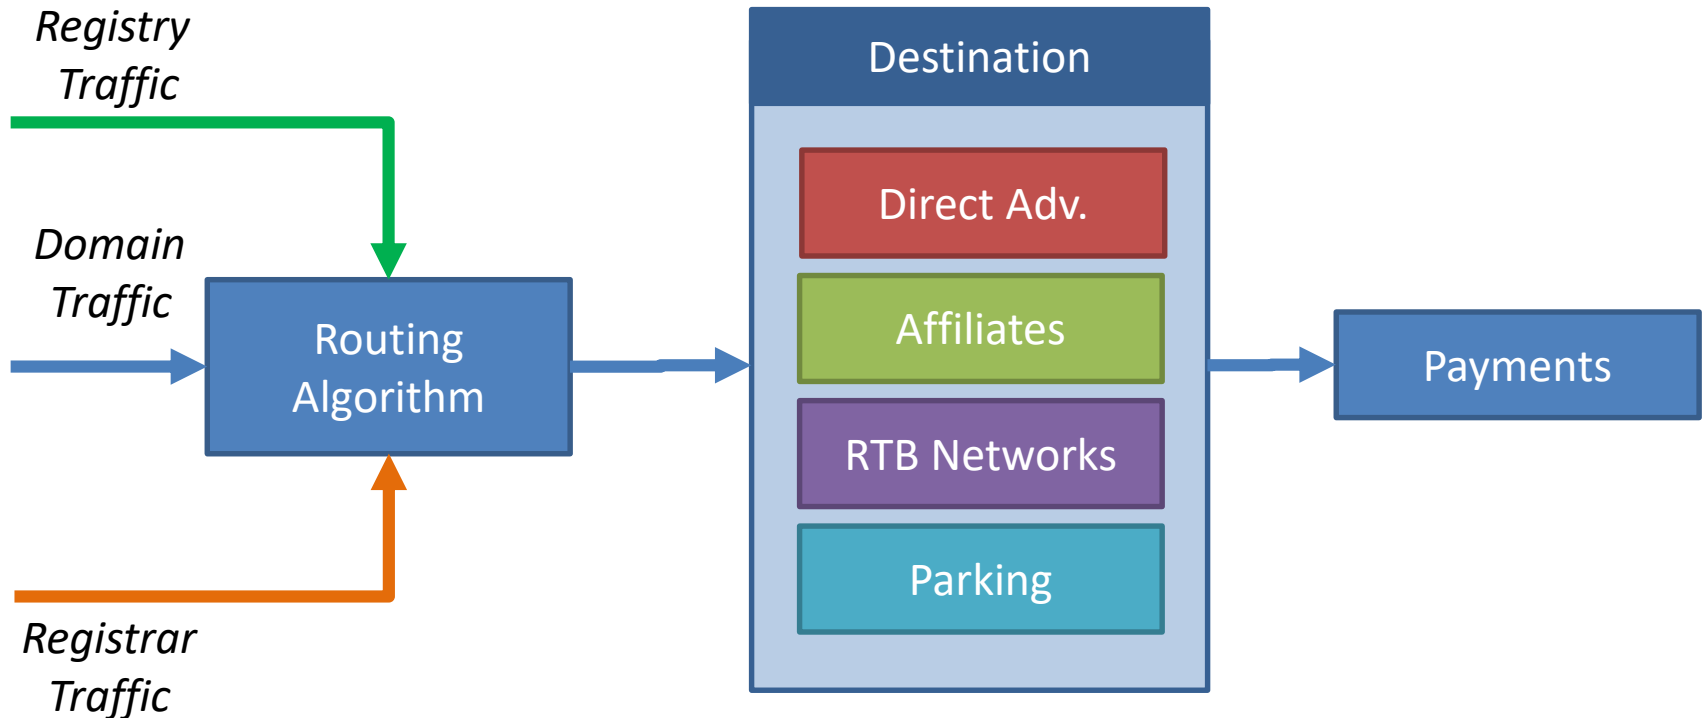 Registry
Traffic
Domain
Traffic
Registrar
Traffic
Routing
Algorithm
Destination
Direct Adv.
Affiliates
RTB Networks
Parking
Payments